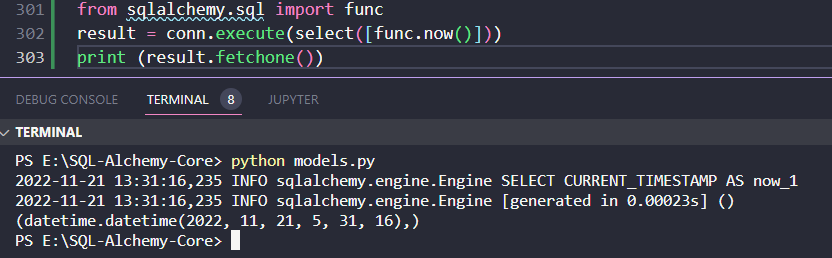 301 from sqlalchemy.sql import func
302 result = conn.execute(select([func.now()]))
303 print (result.fetchone())
DEBUG CONSOLE TERMINAL 8 JUPYTER
TERMINAL
PS E:\SQL-Alchemy-Core> python models.py
2022-11-21 13:31:16,235 INFO sqlalchemy.engine.Engine SELECT CURRENT_TIMESTAMP AS now_1
2022-11-21 13:31:16,235 INFO sqlalchemy.engine.Engine [generated in 0.00023s] ()
(datetime.datetime(2022, 11, 21, 5, 31, 16),)
PS E:\SQL-Alchemy-Core>